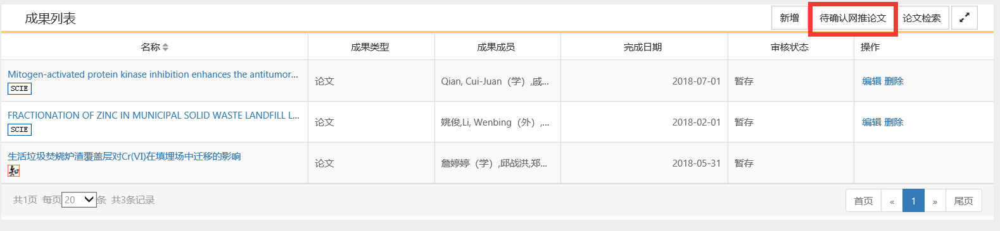 成果列表 新增 待确认网推论文 论文检索
名称 成果类型 成果成员 完成日期 审核状态 操作
Mitogen-activated protein kinase inhibition enhances the antitumor...
SCIE
论文 Qian, Cui-Juan（学）,戚... 2018-07-01 暂存 编辑 删除
FRACTIONATION OF ZINC IN MUNICIPAL SOLID WASTE LANDFILL L...
SCIE
论文 姚俊,Li, Wenbing（外）,... 2018-02-01 暂存 编辑 删除
生活垃圾焚烧炉渣覆盖层对Cr(VI)在填埋场中迁移的影响
知
论文 詹婷婷（学）,邱战洪,郑... 2018-05-31 暂存
共1页 每页 20 条 共3条记录 首页 « 1 » 尾页